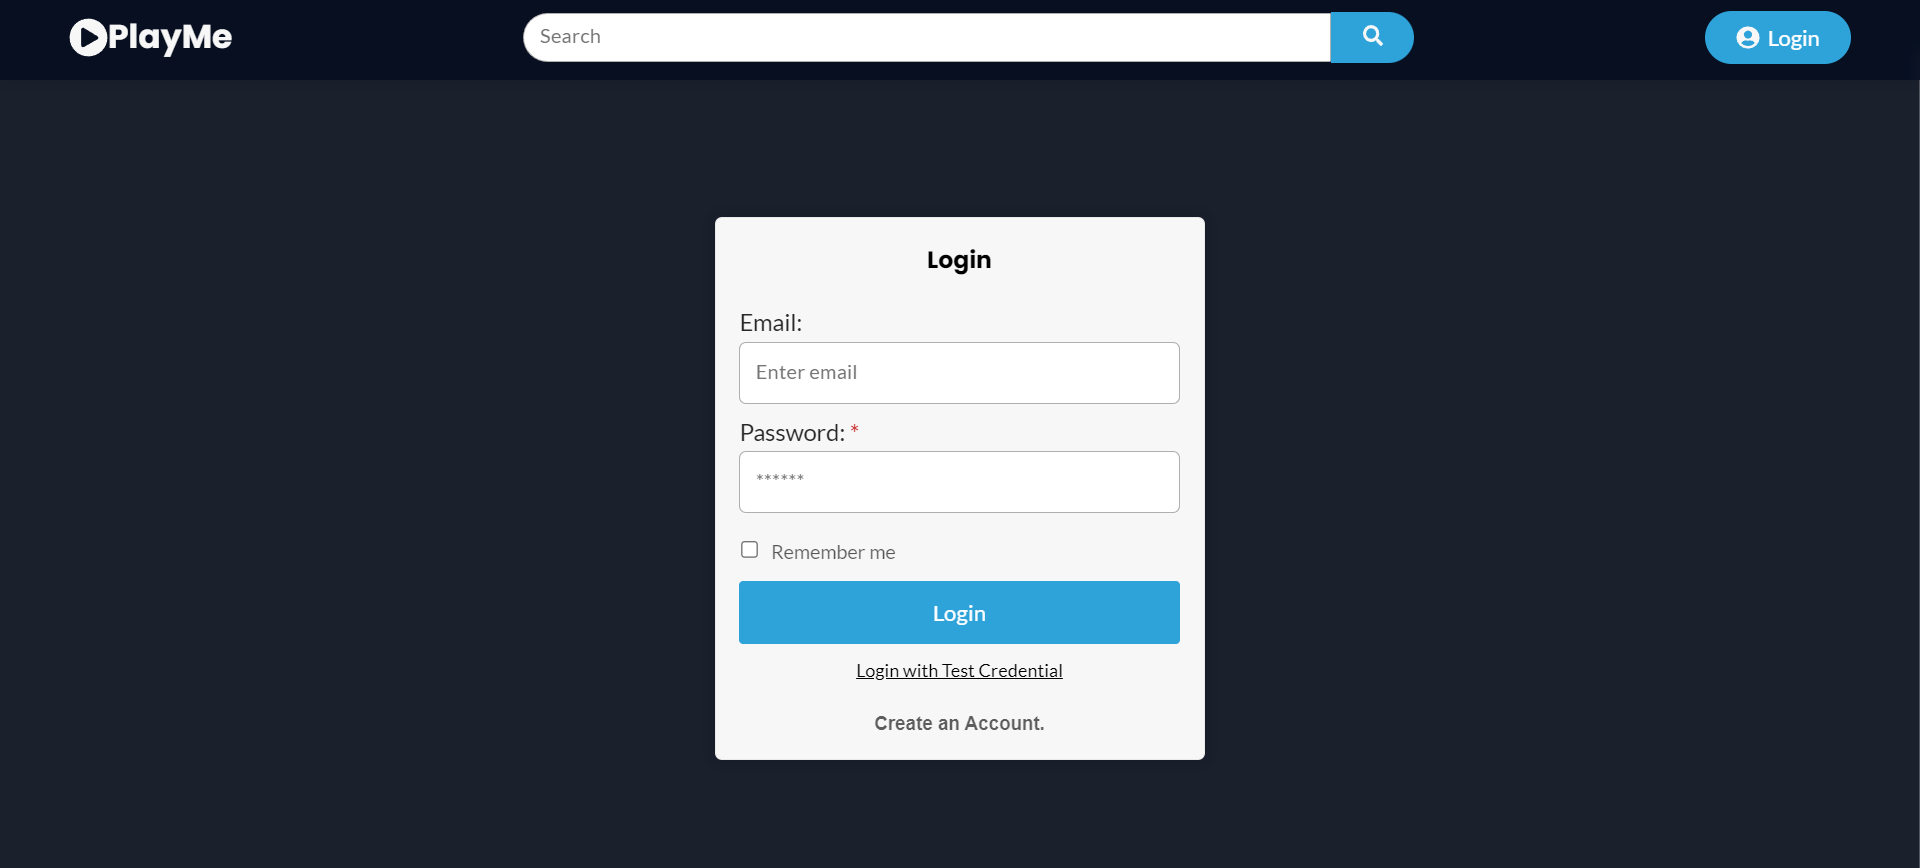 PlayMe
Search
Login
Login
Email:
Enter email
Password: *
******
Remember me
Login
Login with Test Credential
Create an Account.